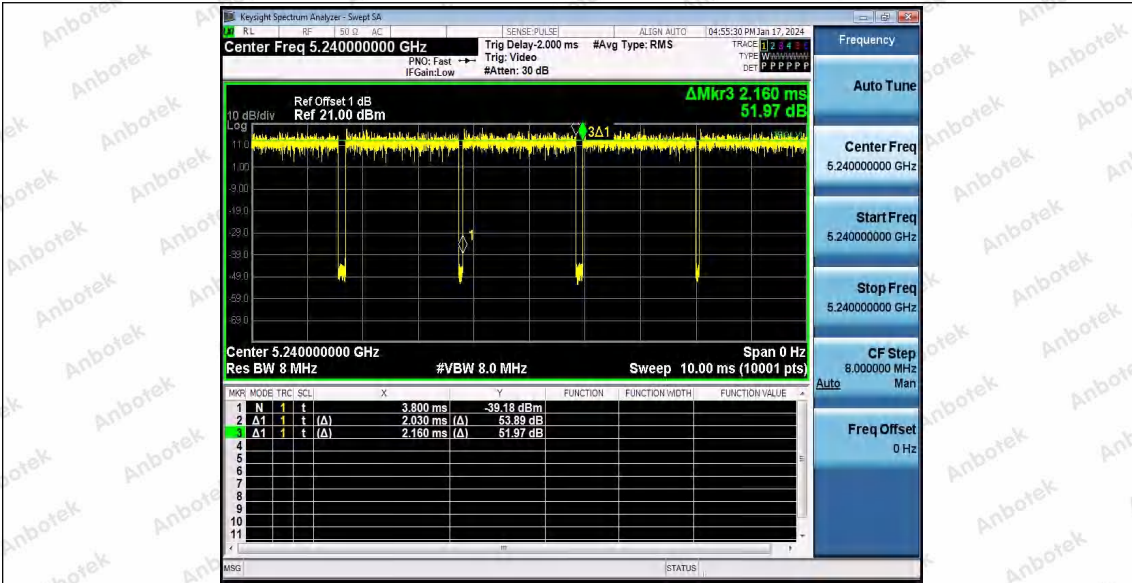 Keysight Spectrum Analyzer - Swept SA
RL RF 50 Ω AC SENSE:PULSE ALIGN AUTO 04:55:30 PM Jan 17, 2024
Center Freq 5.240000000 GHz
PNO: Fast
IFGain:Low
Trig Delay-2.000 ms
Trig: Video
#Atten: 30 dB
#Avg Type: RMS
TRACE 1 2 3 4 5 6
TYPE W
DET P P P P P P
Ref Offset 1 dB
10 dB/div Ref 21.00 dBm
ΔMkr3 2.160 ms
51.97 dB
Log
11.0
1.00
-9.00
-19.0
-29.0
-39.0
-49.0
-59.0
-69.0
3Δ1
1
Center 5.240000000 GHz Span 0 Hz
Res BW 8 MHz #VBW 8.0 MHz Sweep 10.00 ms (10001 pts)
MKR MODE TRC SCL X Y FUNCTION FUNCTION WIDTH FUNCTION VALUE
1 N 1 t 3.800 ms -39.18 dBm
2 Δ1 1 t (Δ) 2.030 ms (Δ) 53.89 dB
3 Δ1 1 t (Δ) 2.160 ms (Δ) 51.97 dB
4
5
6
7
8
9
10
11
MSG STATUS
Frequency
Auto Tune
Center Freq
5.240000000 GHz
Start Freq
5.240000000 GHz
Stop Freq
5.240000000 GHz
CF Step
8.000000 MHz
Auto Man
Freq Offset
0 Hz
Anbotek